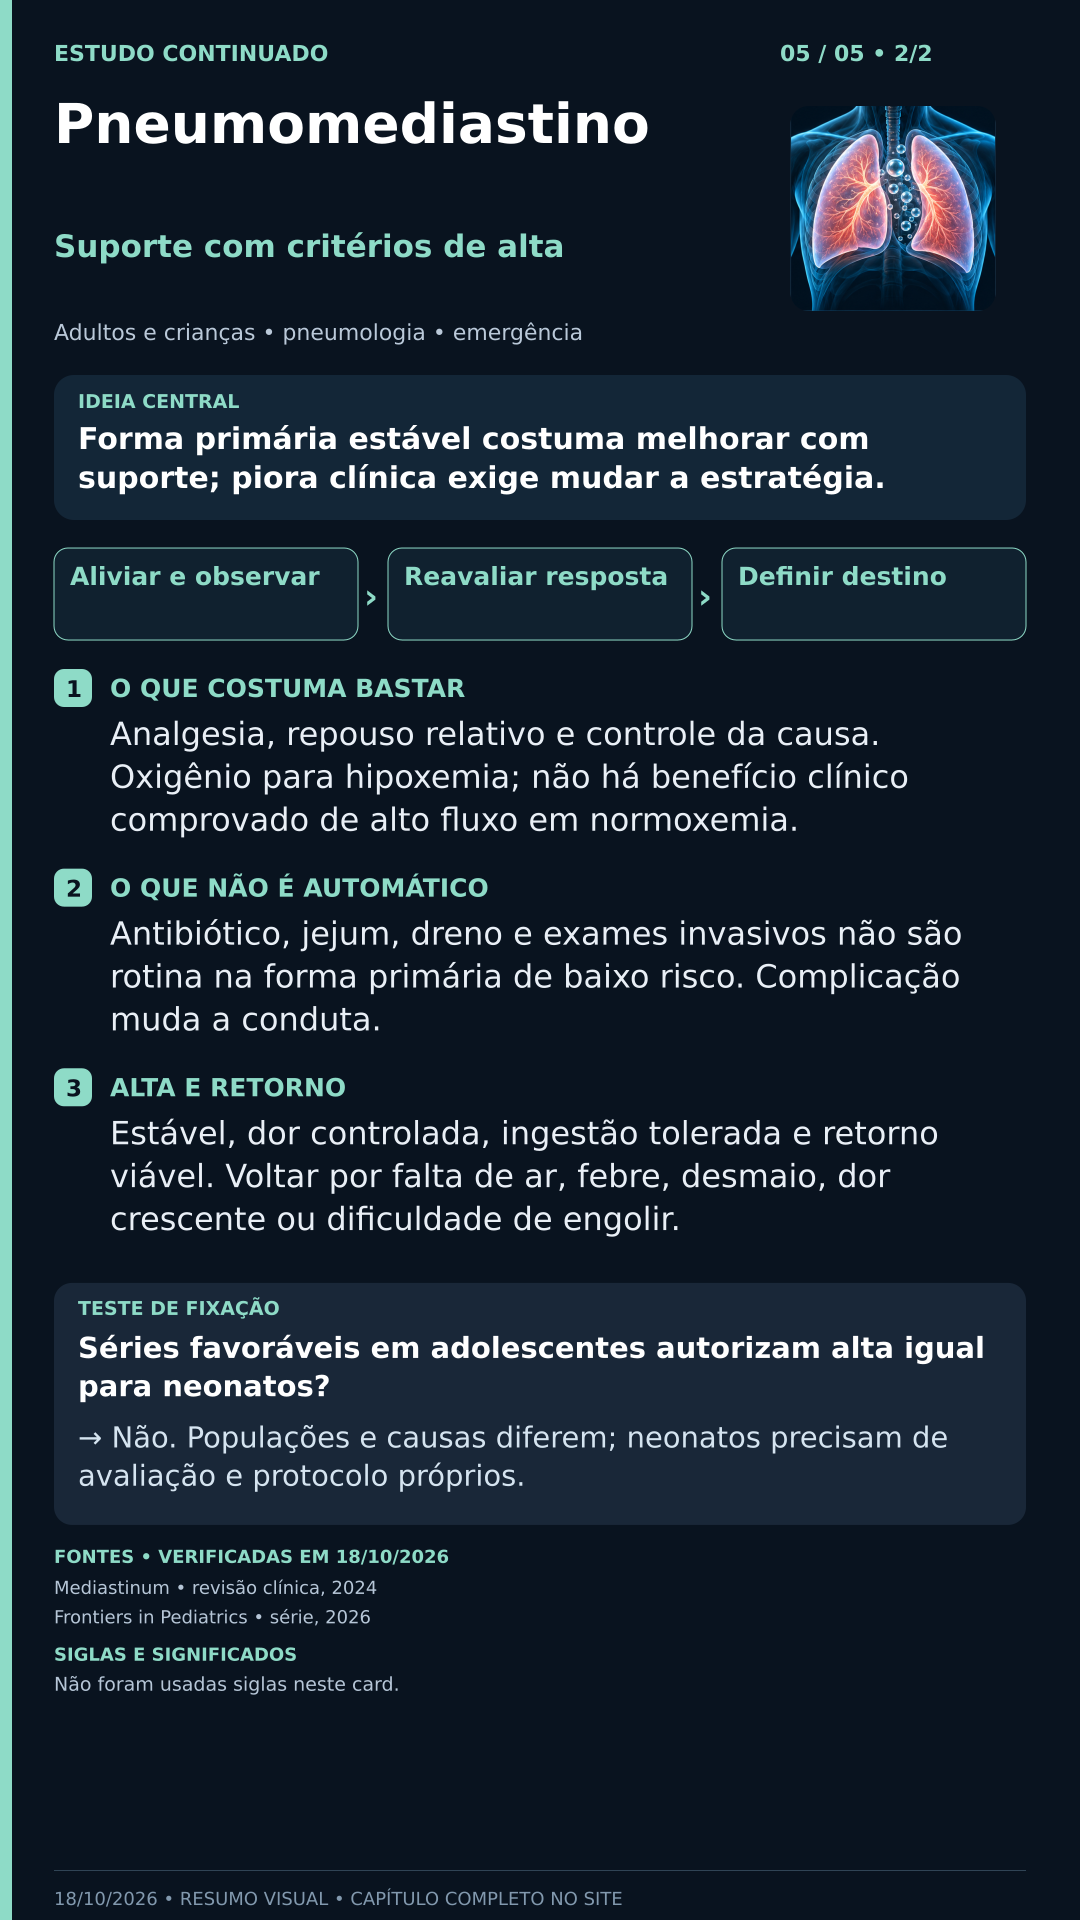 ESTUDO CONTINUADO
05 / 05 • 2/2
Pneumomediastino
Suporte com critérios de alta
Adultos e crianças • pneumologia • emergência
IDEIA CENTRAL
Forma primária estável costuma melhorar com
suporte; piora clínica exige mudar a estratégia.
Aliviar e observar
›
Reavaliar resposta
›
Definir destino
1 O QUE COSTUMA BASTAR
Analgesia, repouso relativo e controle da causa.
Oxigênio para hipoxemia; não há benefício clínico
comprovado de alto fluxo em normoxemia.
2 O QUE NÃO É AUTOMÁTICO
Antibiótico, jejum, dreno e exames invasivos não são
rotina na forma primária de baixo risco. Complicação
muda a conduta.
3 ALTA E RETORNO
Estável, dor controlada, ingestão tolerada e retorno
viável. Voltar por falta de ar, febre, desmaio, dor
crescente ou dificuldade de engolir.
TESTE DE FIXAÇÃO
Séries favoráveis em adolescentes autorizam alta igual
para neonatos?
→ Não. Populações e causas diferem; neonatos precisam de
avaliação e protocolo próprios.
FONTES • VERIFICADAS EM 18/10/2026
Mediastinum • revisão clínica, 2024
Frontiers in Pediatrics • série, 2026
SIGLAS E SIGNIFICADOS
Não foram usadas siglas neste card.
18/10/2026 • RESUMO VISUAL • CAPÍTULO COMPLETO NO SITE